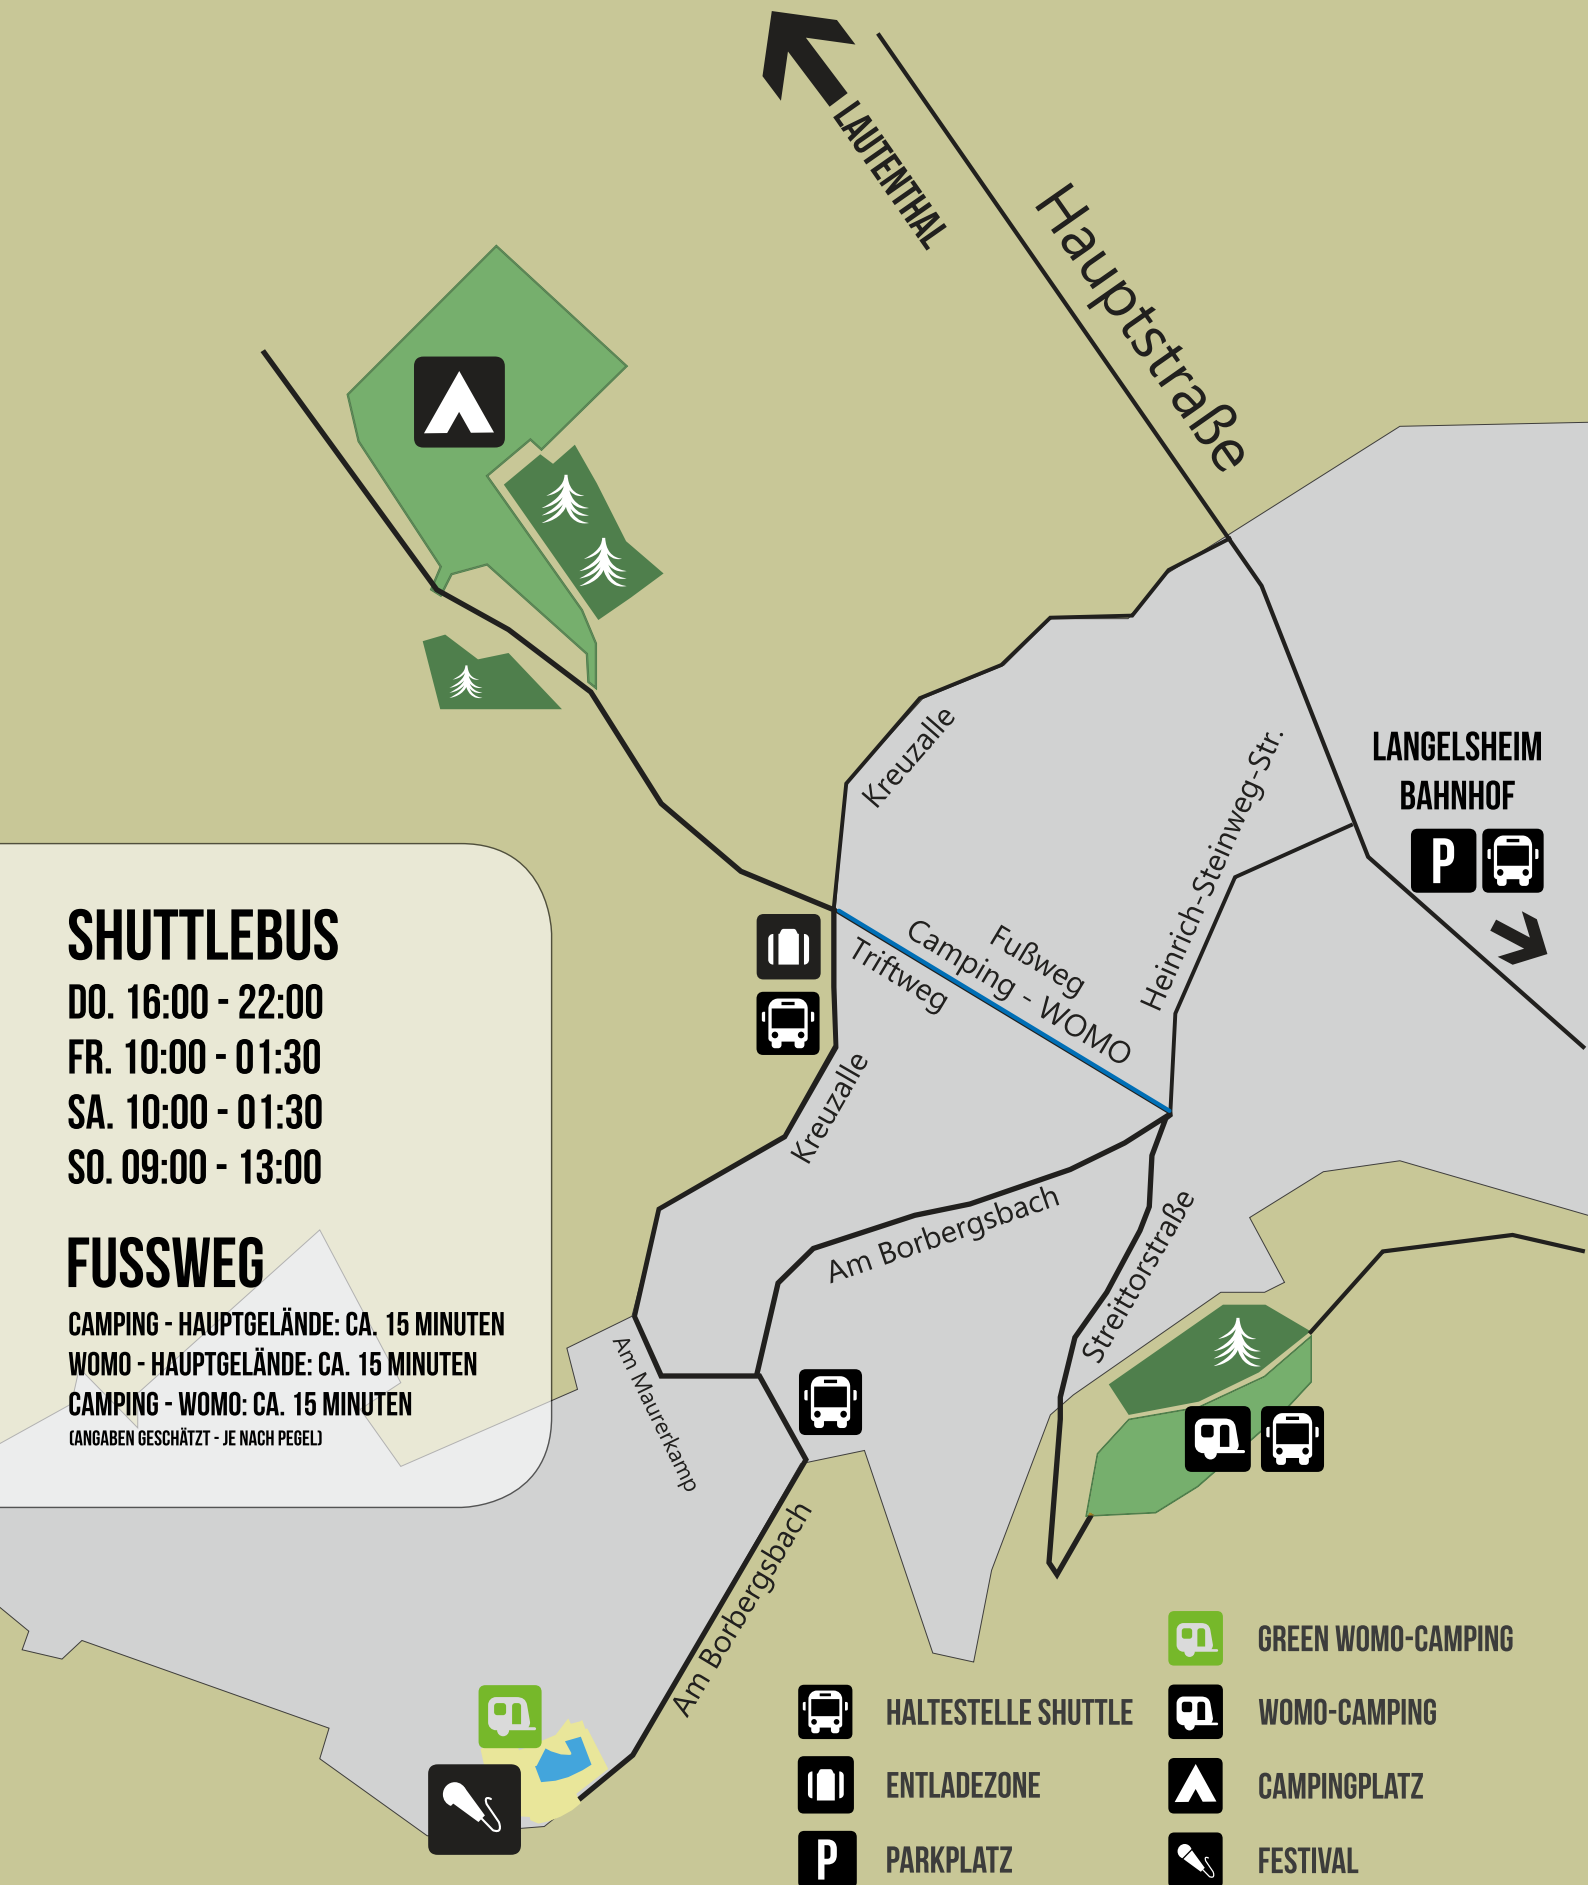 LAUTENTHAL
Hauptstraße
Kreuzalle
Heinrich-Steinweg-Str.
LANGELSHEIM
BAHNHOF
P
Fußweg
Camping - WOMO
Triftweg
Kreuzalle
Am Borbergsbach
Streittorstraße
Am Maurerkamp
Am Borbergsbach
SHUTTLEBUS
DO. 16:00 - 22:00
FR. 10:00 - 01:30
SA. 10:00 - 01:30
SO. 09:00 - 13:00
FUSSWEG
CAMPING - HAUPTGELÄNDE: CA. 15 MINUTEN
WOMO - HAUPTGELÄNDE: CA. 15 MINUTEN
CAMPING - WOMO: CA. 15 MINUTEN
(ANGABEN GESCHÄTZT - JE NACH PEGEL)
HALTESTELLE SHUTTLE
ENTLADEZONE
P PARKPLATZ
GREEN WOMO-CAMPING
WOMO-CAMPING
CAMPINGPLATZ
FESTIVAL